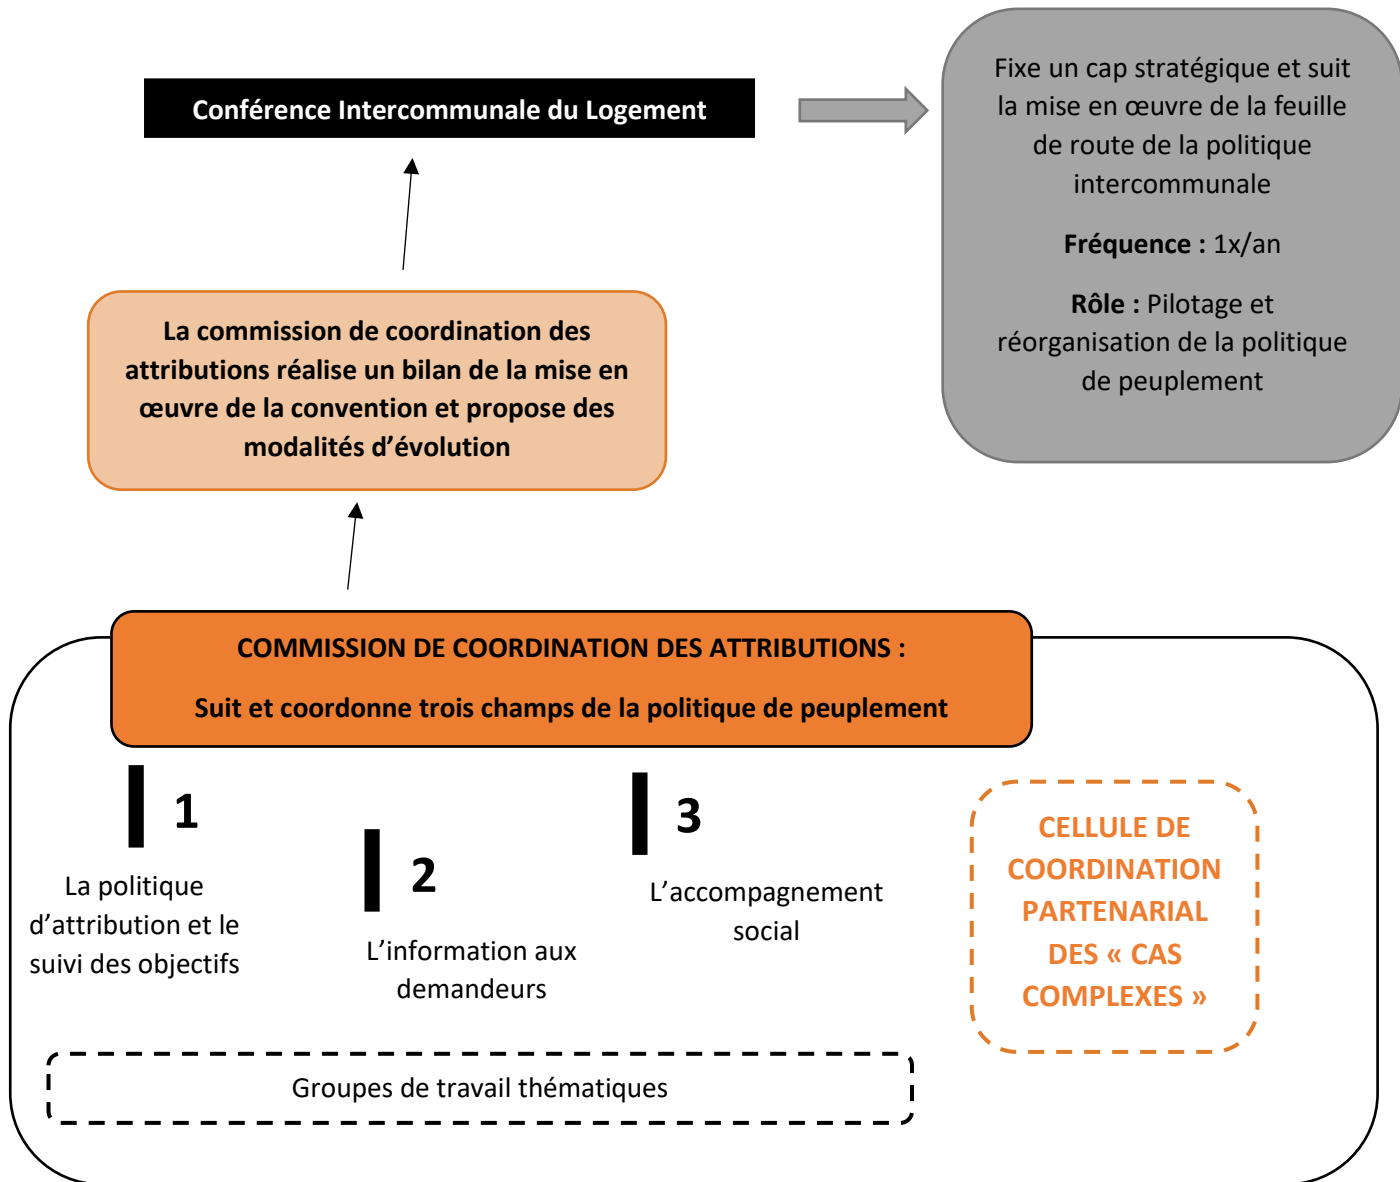 Conférence Intercommunale du Logement
Fixe un cap stratégique et suit
la mise en œuvre de la feuille
de route de la politique
intercommunale
Fréquence : 1x/an
Rôle : Pilotage et
réorganisation de la politique
de peuplement
La commission de coordination des
attributions réalise un bilan de la mise en
œuvre de la convention et propose des
modalités d’évolution
COMMISSION DE COORDINATION DES ATTRIBUTIONS :
Suit et coordonne trois champs de la politique de peuplement
1
La politique
d’attribution et le
suivi des objectifs
2
L’information aux
demandeurs
3
L’accompagnement
social
CELLULE DE
COORDINATION
PARTENARIAL
DES « CAS
COMPLEXES »
Groupes de travail thématiques